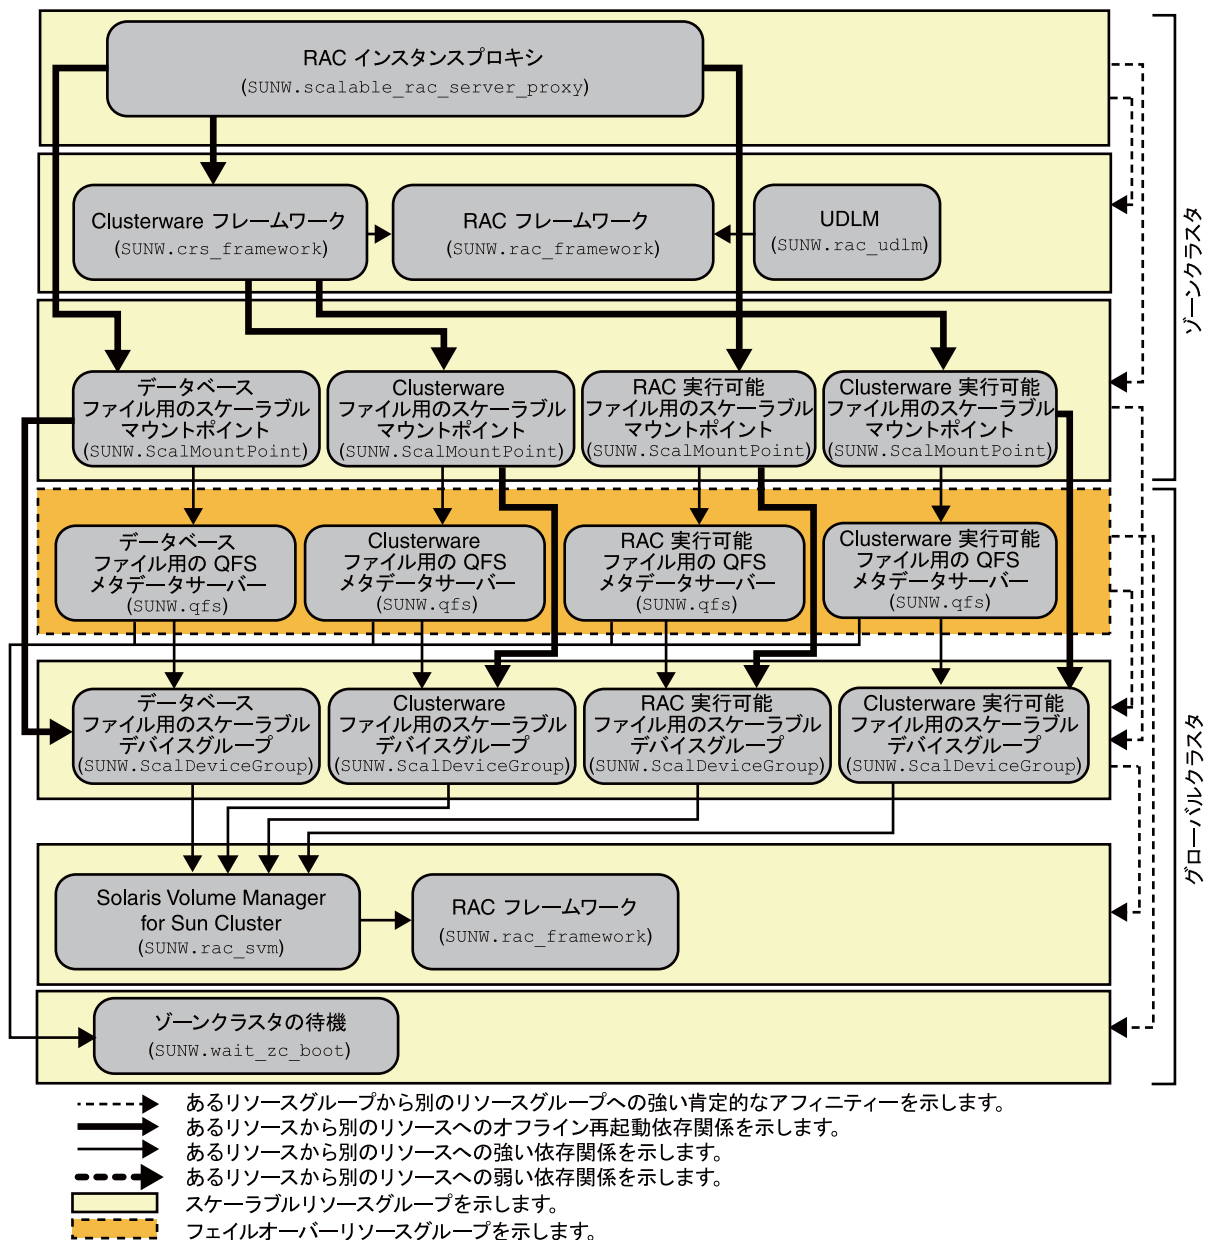 RAC インスタンスプロキシ
(SUNW.scalable_rac_server_proxy)
Clusterware フレームワーク
(SUNW.crs_framework)
RAC フレームワーク
(SUNW.rac_framework)
UDLM
(SUNW.rac_udlm)
データベース
ファイル用のスケーラブル
マウントポイント
(SUNW.ScalMountPoint)
Clusterware
ファイル用のスケーラブル
マウントポイント
(SUNW.ScalMountPoint)
RAC 実行可能
ファイル用のスケーラブル
マウントポイント
(SUNW.ScalMountPoint)
Clusterware 実行可能
ファイル用のスケーラブル
マウントポイント
(SUNW.ScalMountPoint)
ゾーンクラスタ
データベース
ファイル用の QFS
メタデータサーバー
(SUNW.qfs)
Clusterware
ファイル用の QFS
メタデータサーバー
(SUNW.qfs)
RAC 実行可能
ファイル用の QFS
メタデータサーバー
(SUNW.qfs)
Clusterware 実行可能
ファイル用の QFS
メタデータサーバー
(SUNW.qfs)
データベース
ファイル用のスケーラブル
デバイスグループ
(SUNW.ScalDeviceGroup)
Clusterware
ファイル用のスケーラブル
デバイスグループ
(SUNW.ScalDeviceGroup)
RAC 実行可能
ファイル用のスケーラブル
デバイスグループ
(SUNW.ScalDeviceGroup)
Clusterware 実行可能
ファイル用のスケーラブル
デバイスグループ
(SUNW.ScalDeviceGroup)
Solaris Volume Manager
for Sun Cluster
(SUNW.rac_svm)
RAC フレームワーク
(SUNW.rac_framework)
ゾーンクラスタの待機
(SUNW.wait_zc_boot)
グローバルクラスタ
あるリソースグループから別のリソースグループへの強い肯定的なアフィニティーを示します。
あるリソースから別のリソースへのオフライン再起動依存関係を示します。
あるリソースから別のリソースへの強い依存関係を示します。
あるリソースから別のリソースへの弱い依存関係を示します。
スケーラブルリソースグループを示します。
フェイルオーバーリソースグループを示します。